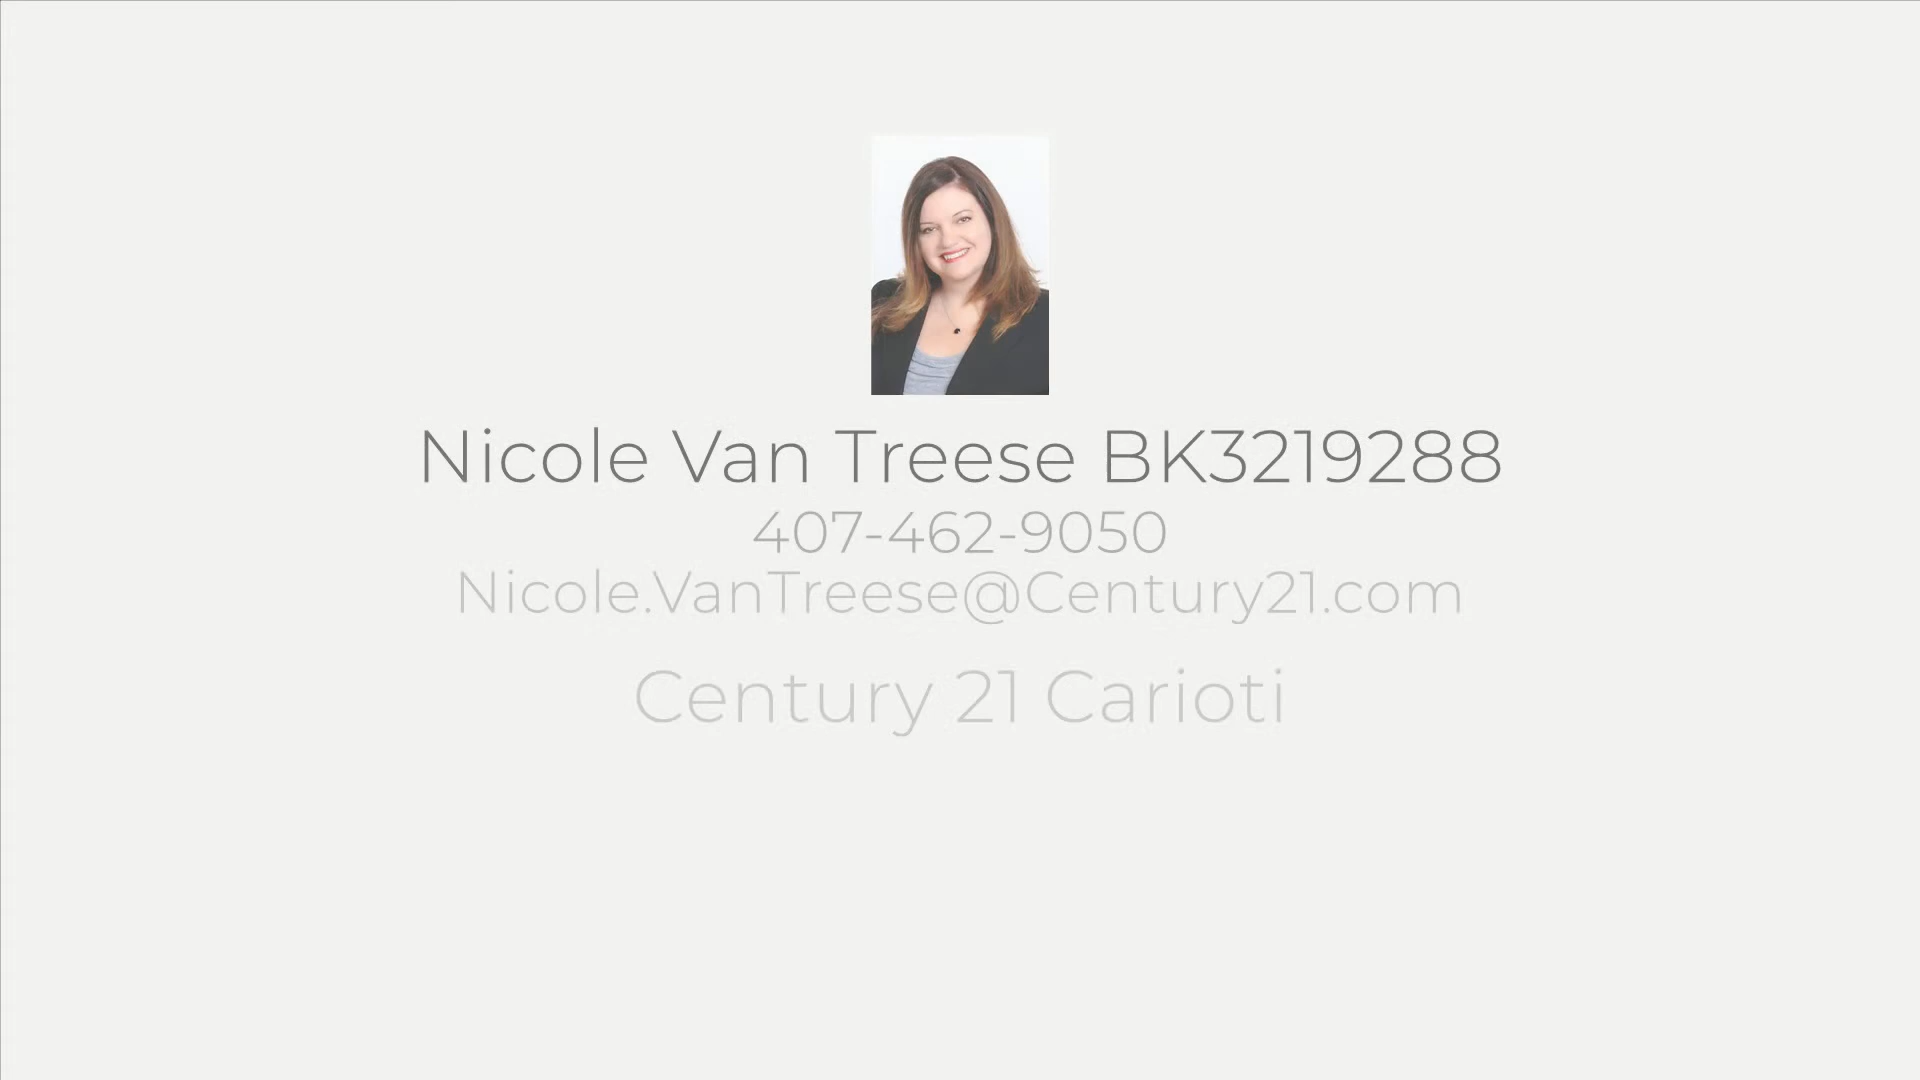 Nicole Van Treese BK3219288
407-462-9050
Nicole.VanTreese@Century21.com
Century 21 Carioti